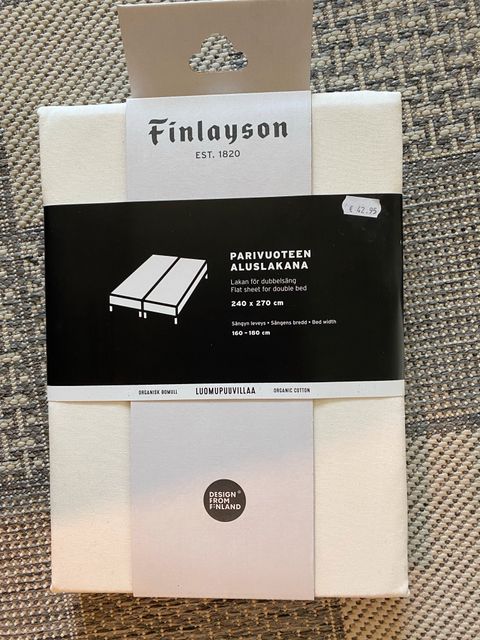 Finlayson
EST. 1820
€ 42.95
PARIVUOTEEN
ALUSLAKANA
Lakan för dubbelsäng
Flat sheet for double bed
240 x 270 cm
Sängyn leveys • Sängens bredd • Bed width
160 – 180 cm
ORGANISK BOMULL LUOMUPUUVILLAA ORGANIC COTTON
DESIGN®
FROM
FINLAND